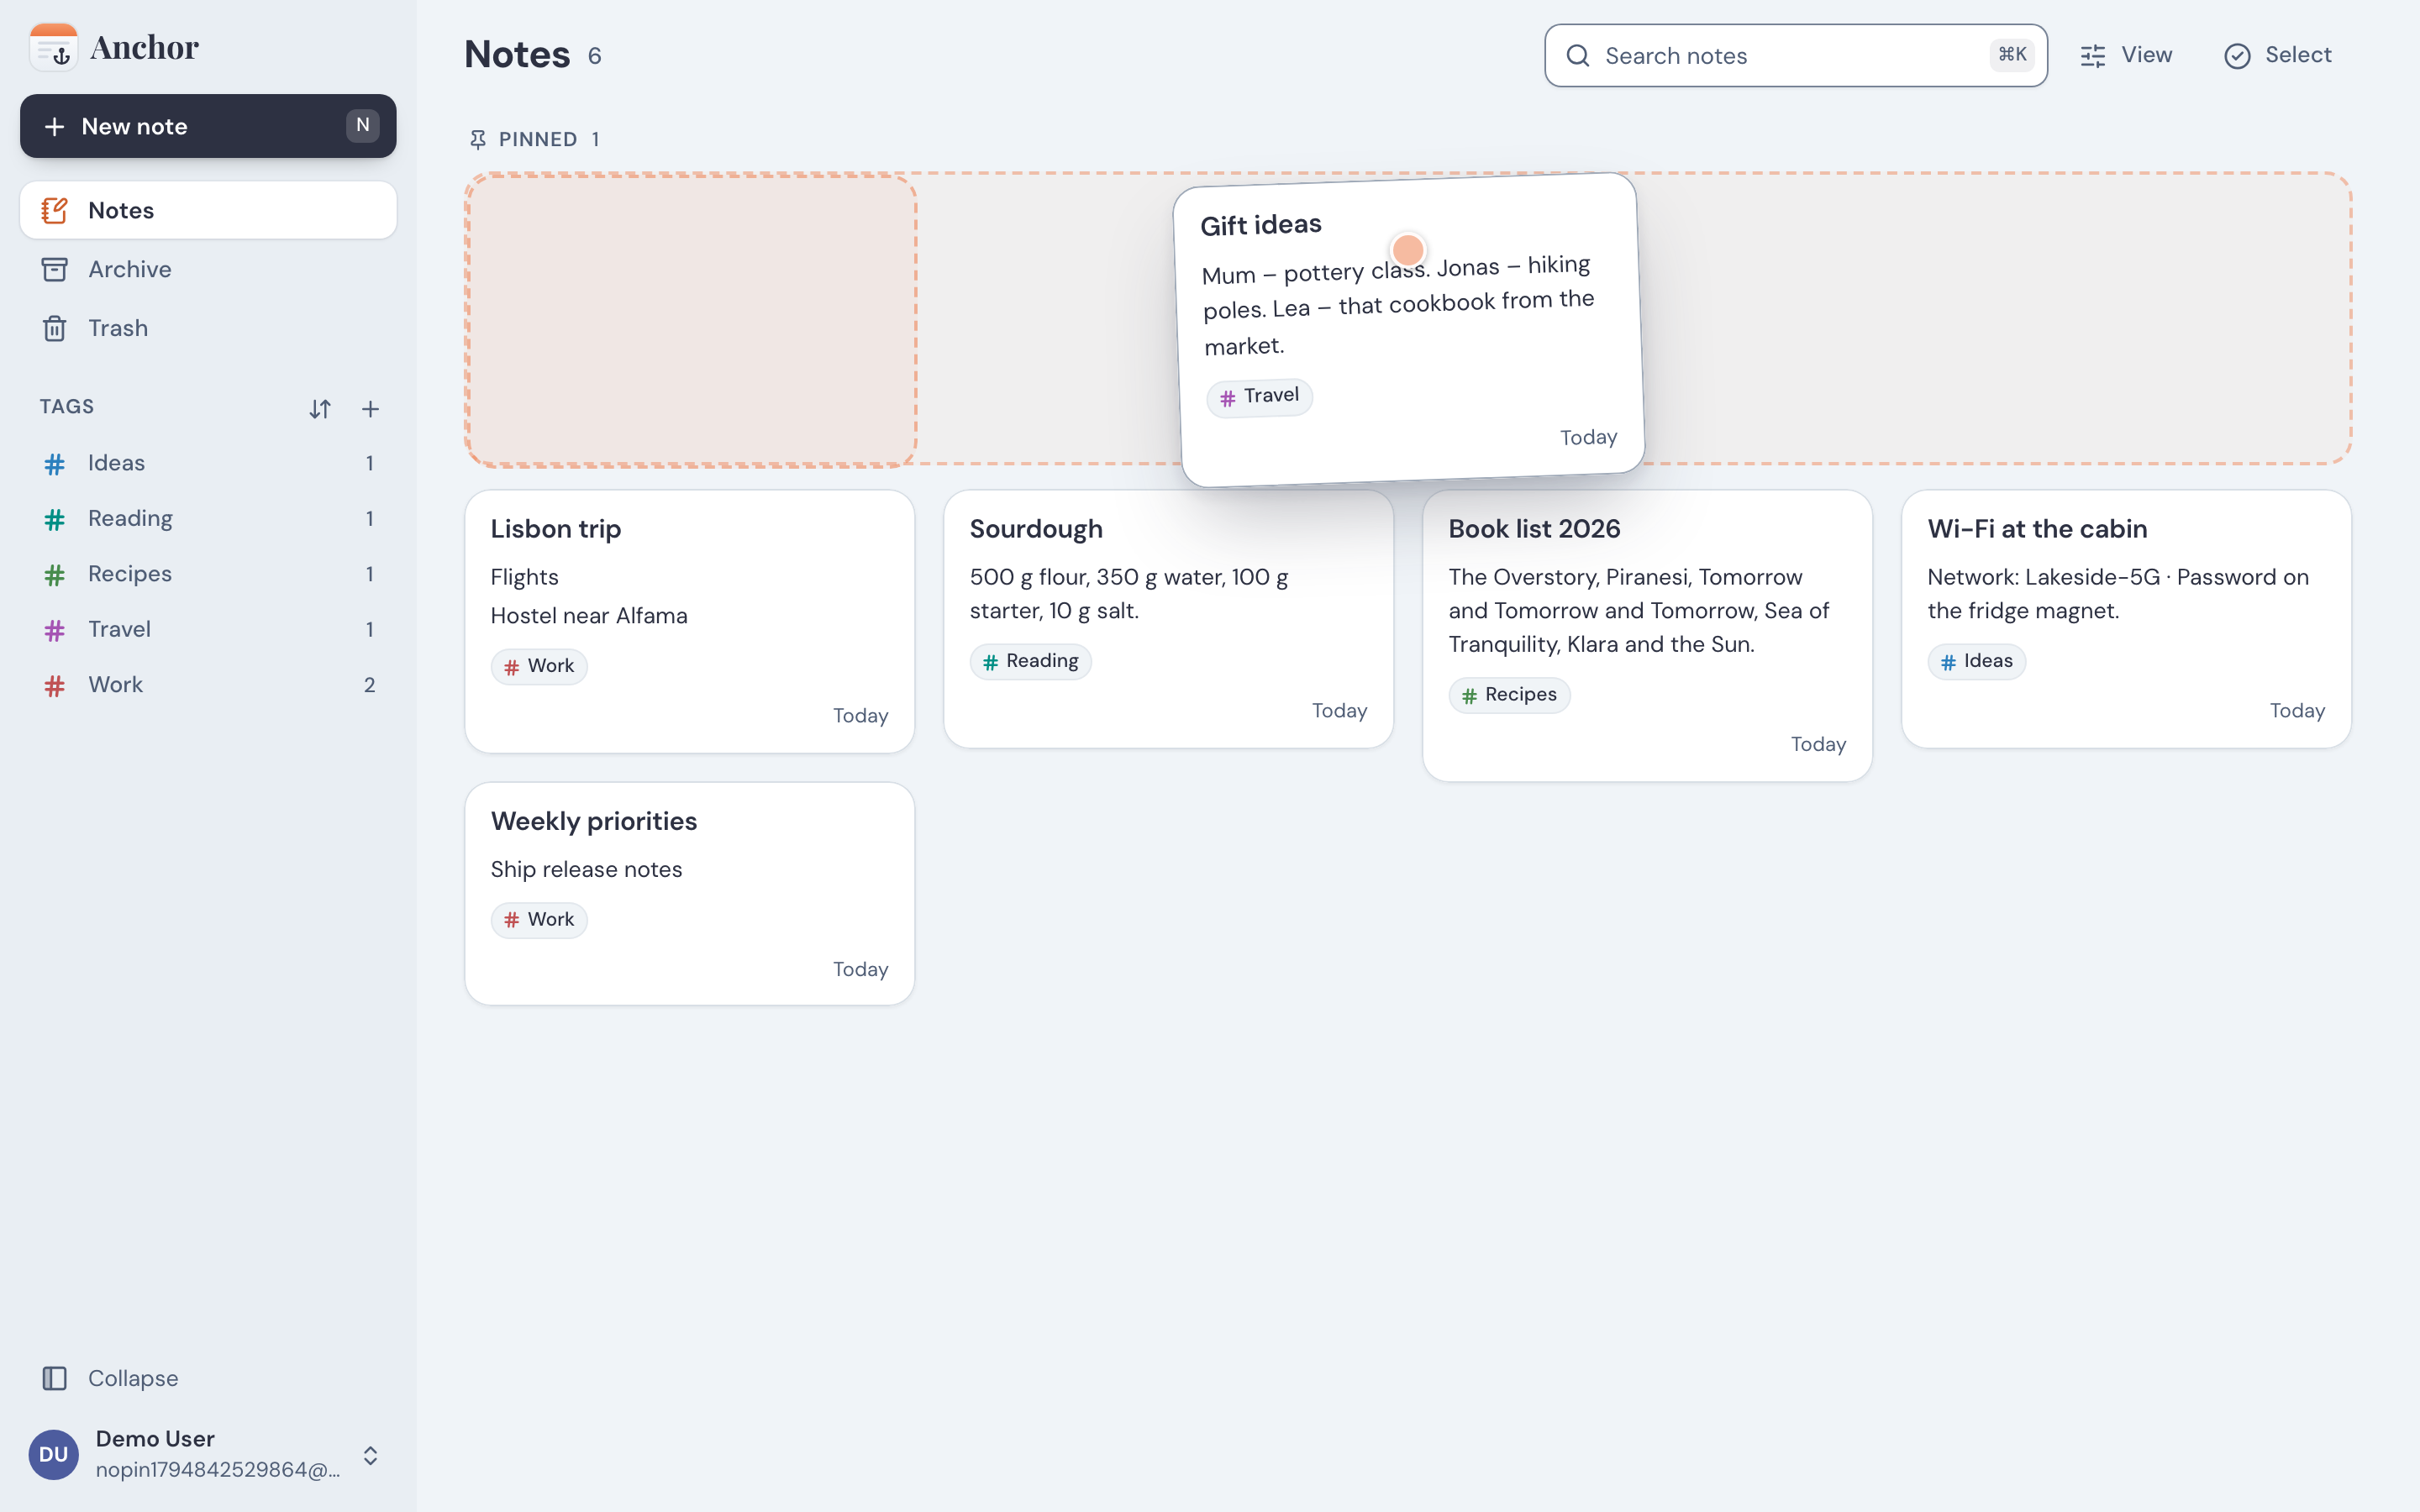 Anchor
New note
N
Notes
Archive
Trash
TAGS
Ideas
1
Reading
1
Recipes
1
Travel
1
Work
2
Collapse
DU
Demo User
nopin1794842529864@...
Notes 6
Search notes
⌘K
View
Select
PINNED 1
Gift ideas
Mum – pottery class. Jonas – hiking
poles. Lea – that cookbook from the
market.
# Travel
Today
Lisbon trip
Flights
Hostel near Alfama
# Work
Today
Sourdough
500 g flour, 350 g water, 100 g
starter, 10 g salt.
# Reading
Today
Book list 2026
The Overstory, Piranesi, Tomorrow
and Tomorrow and Tomorrow, Sea of
Tranquility, Klara and the Sun.
# Recipes
Today
Wi-Fi at the cabin
Network: Lakeside-5G · Password on
the fridge magnet.
# Ideas
Today
Weekly priorities
Ship release notes
# Work
Today